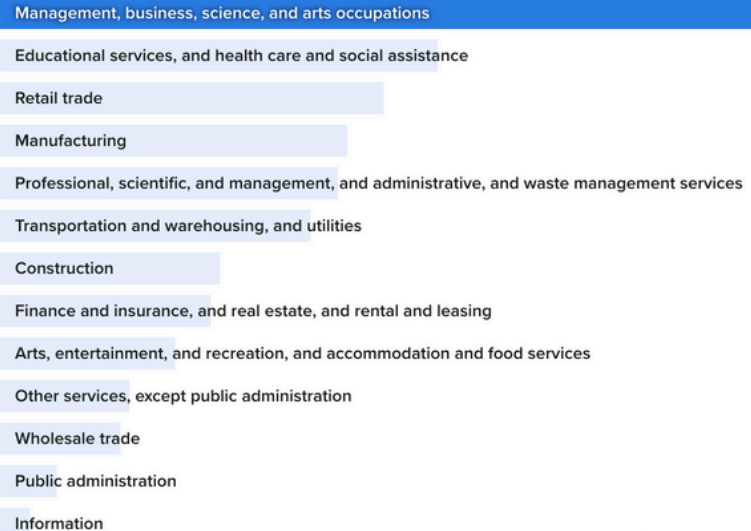 Management, business, science, and arts occupations
Educational services, and health care and social assistance
Retail trade
Manufacturing
Professional, scientific, and management, and administrative, and waste management services
Transportation and warehousing, and utilities
Construction
Finance and insurance, and real estate, and rental and leasing
Arts, entertainment, and recreation, and accommodation and food services
Other services, except public administration
Wholesale trade
Public administration
Information